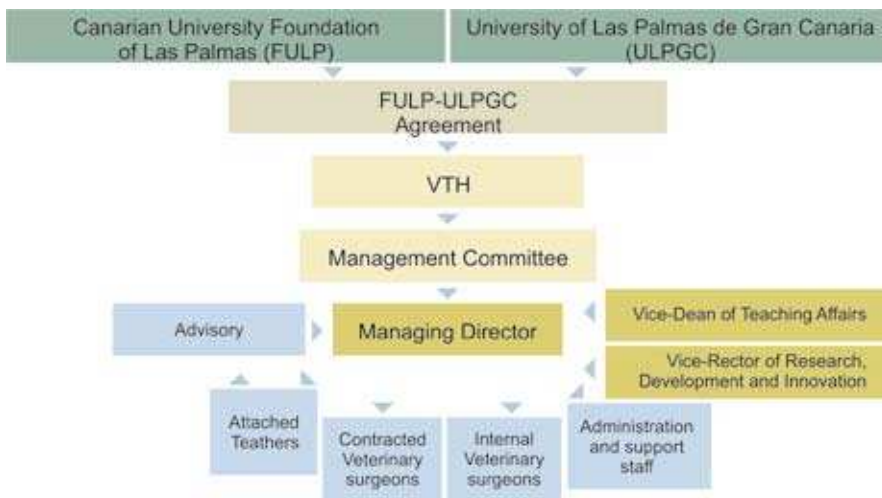 Canarian University Foundation
of Las Palmas (FULP)
University of Las Palmas de Gran Canaria
(ULPGC)
FULP-ULPGC
Agreement
VTH
Management Committee
Advisory
Managing Director
Vice-Dean of Teaching Affairs
Vice-Rector of Research,
Development and Innovation
Attached
Teathers
Contracted
Veterinary
surgeons
Internal
Veterinary
surgeons
Administration
and support
staff